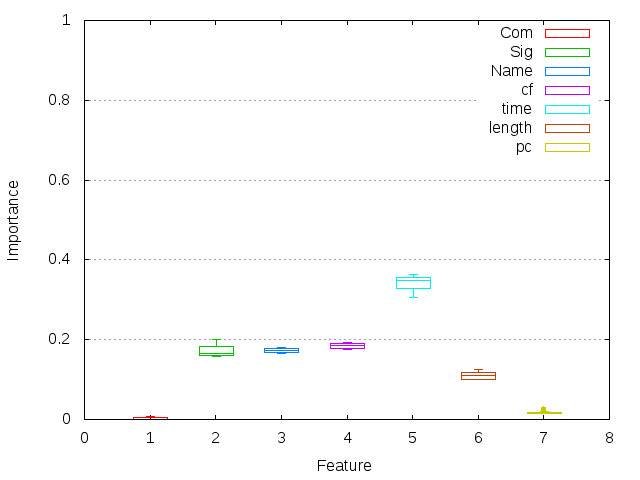 1
0.8
0.6
0.4
0.2
0
Importance
Com
Sig
Name
cf
time
length
pc
0 1 2 3 4 5 6 7 8
Feature